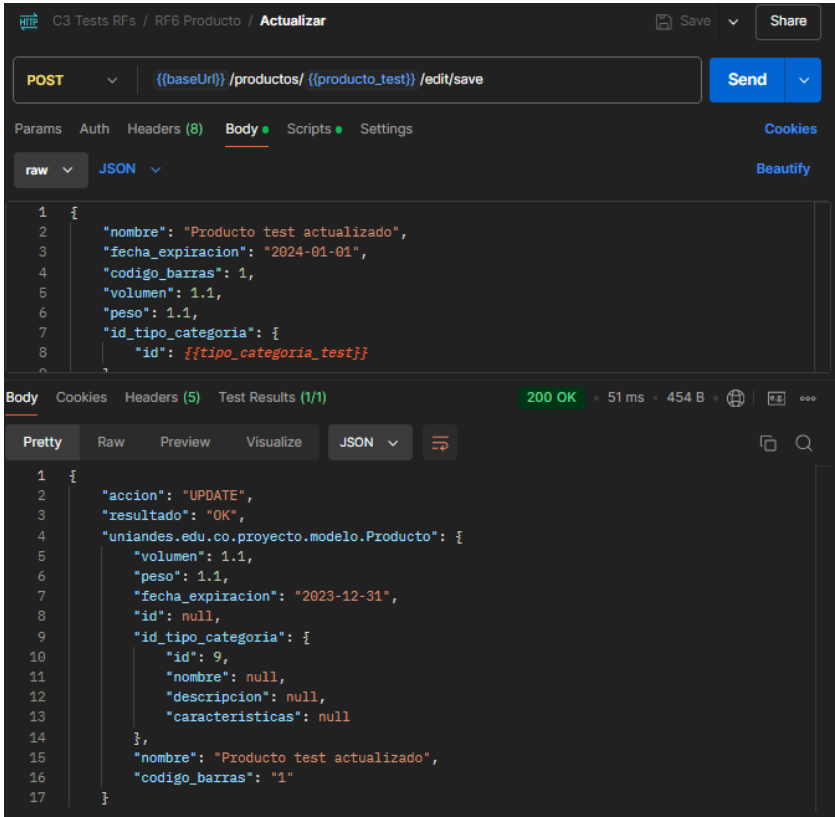 HTTP C3 Tests RFs / RF6 Producto / Actualizar Save Share
POST {{baseUrl}} /productos/ {{producto_test}} /edit/save Send
Params Auth Headers (8) Body Scripts Settings Cookies
raw JSON Beautify
1 {
2 "nombre": "Producto test actualizado",
3 "fecha_expiracion": "2024-01-01",
4 "codigo_barras": 1,
5 "volumen": 1.1,
6 "peso": 1.1,
7 "id_tipo_categoria": {
8 "id": {{tipo_categoria_test}}
Body Cookies Headers (5) Test Results (1/1) 200 OK 51 ms 454 B e.g.
Pretty Raw Preview Visualize JSON
1 {
2 "accion": "UPDATE",
3 "resultado": "OK",
4 "uniandes.edu.co.proyecto.modelo.Producto": {
5 "volumen": 1.1,
6 "peso": 1.1,
7 "fecha_expiracion": "2023-12-31",
8 "id": null,
9 "id_tipo_categoria": {
10 "id": 9,
11 "nombre": null,
12 "descripcion": null,
13 "caracteristicas": null
14 },
15 "nombre": "Producto test actualizado",
16 "codigo_barras": "1"
17 }